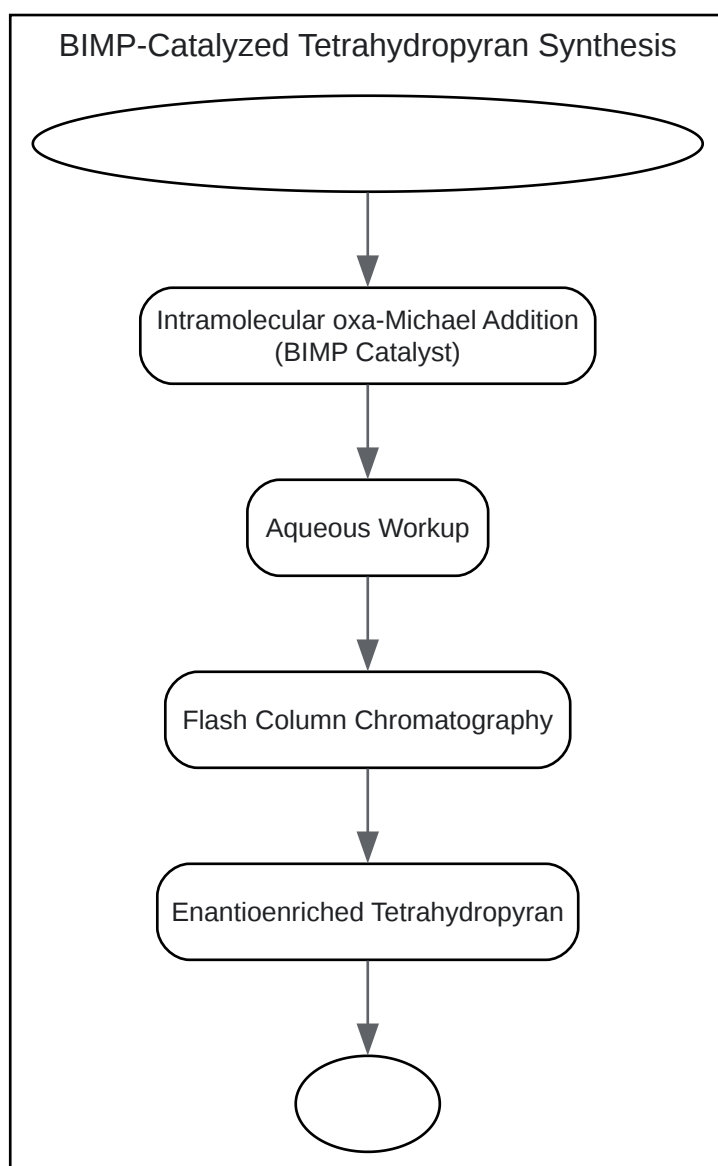 BIMP-Catalyzed Tetrahydropyran Synthesis
Intramolecular oxa-Michael Addition
(BIMP Catalyst)
Aqueous Workup
Flash Column Chromatography
Enantioenriched Tetrahydropyran